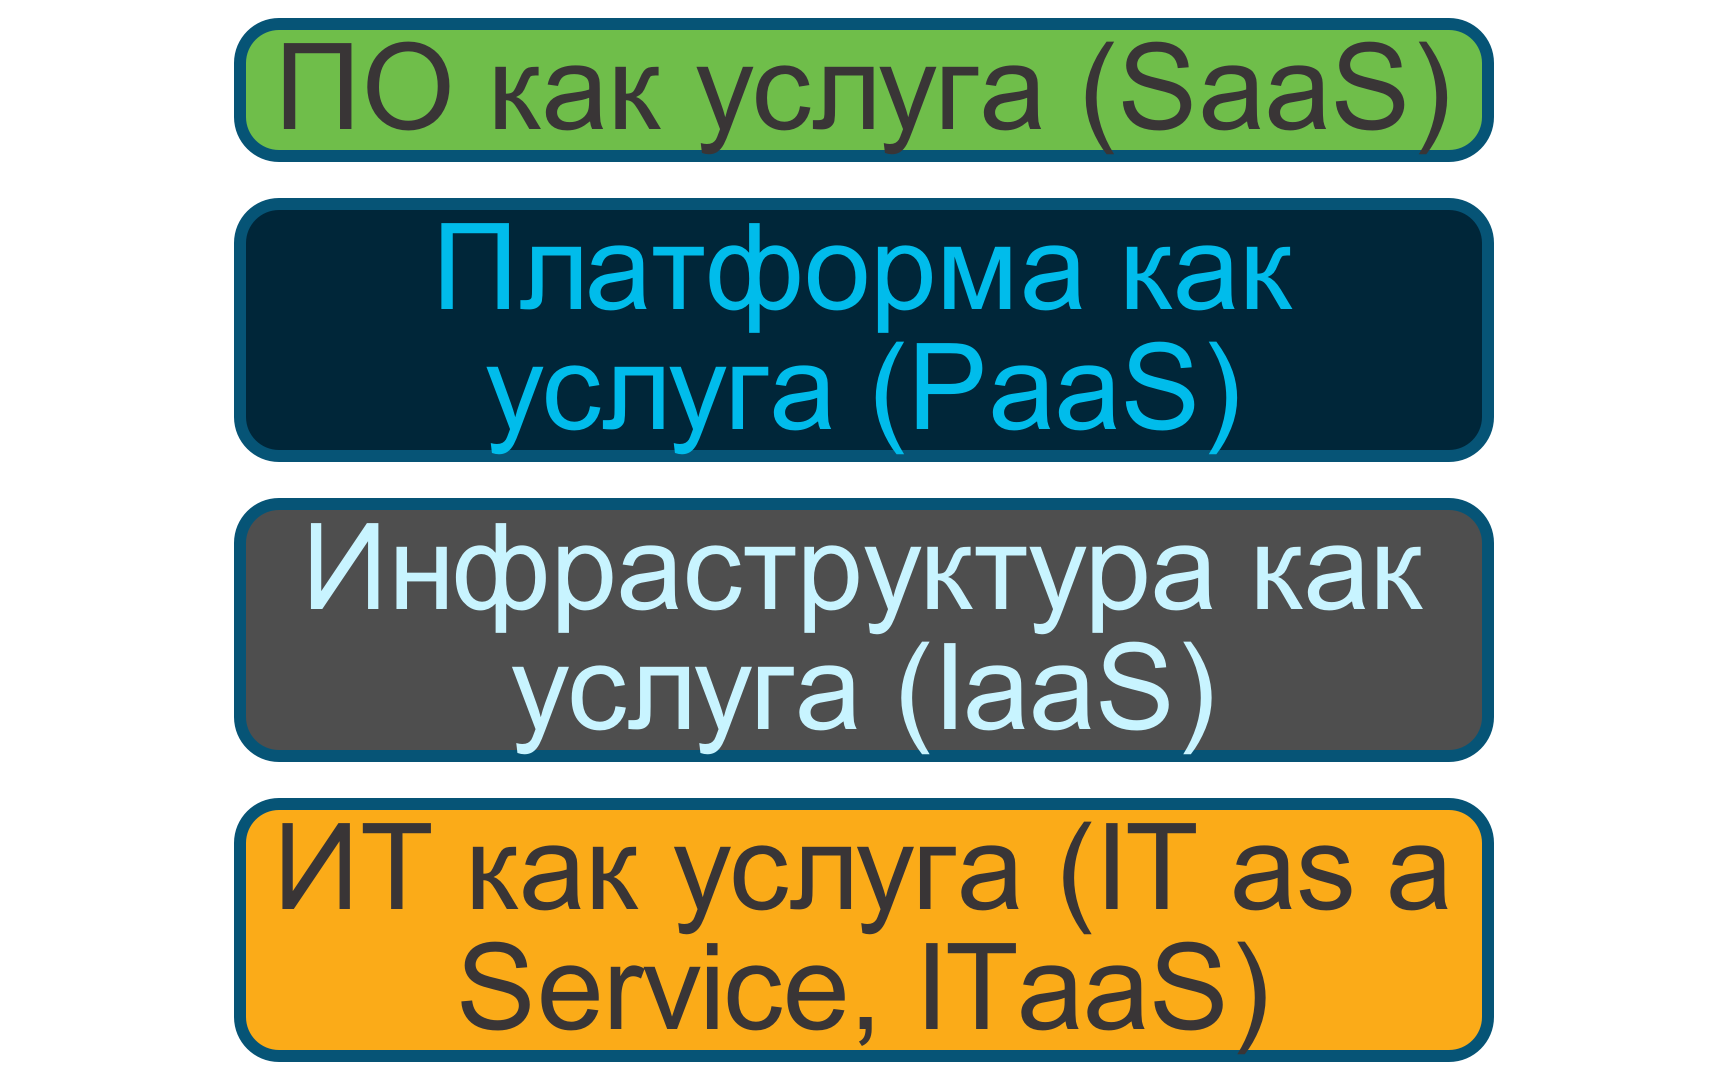 ПО как услуга (SaaS)
Платформа как
услуга (PaaS)
Инфраструктура как
услуга (IaaS)
ИТ как услуга (IT as a
Service, ITaaS)